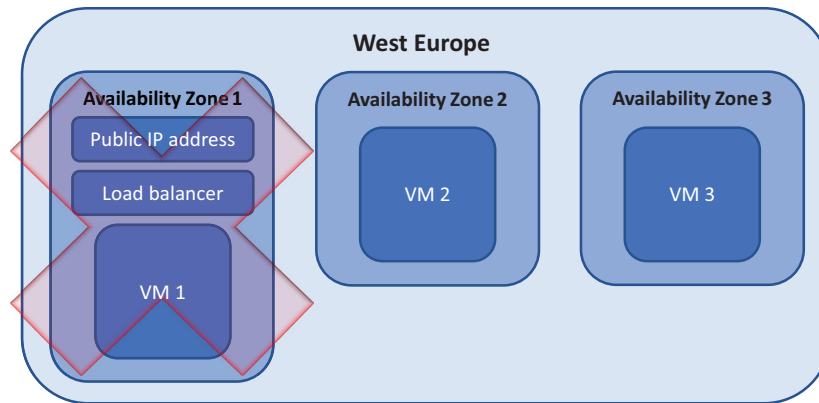 West Europe
Availability Zone 1
Public IP address
Load balancer
VM 1
Availability Zone 2
VM 2
Availability Zone 3
VM 3